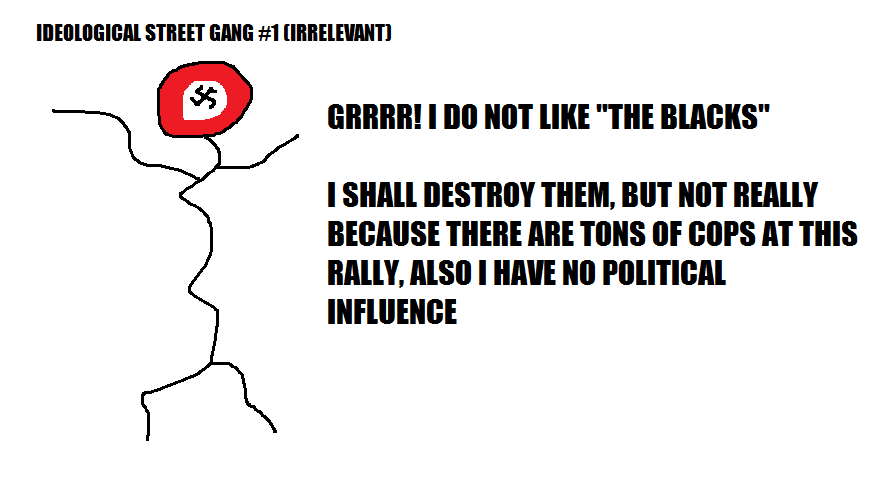 IDEOLOGICAL STREET GANG #1 (IRRELEVANT)
GRRRR! I DO NOT LIKE "THE BLACKS"
I SHALL DESTROY THEM, BUT NOT REALLY
BECAUSE THERE ARE TONS OF COPS AT THIS
RALLY, ALSO I HAVE NO POLITICAL
INFLUENCE